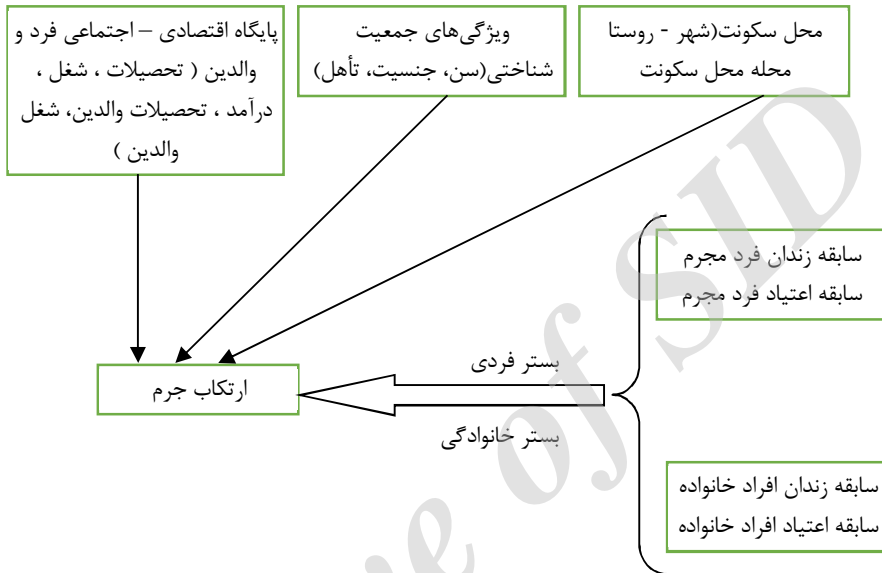 محل سکونت(شهر - روستا
محله محل سکونت
ویژگی‌های جمعیت
شناختی(سن، جنسیت، تأهل)
پایگاه اقتصادی – اجتماعی فرد و
والدین ( تحصیلات ، شغل ،
درآمد ، تحصیلات والدین، شغل
والدین )
سابقه زندان فرد مجرم
سابقه اعتیاد فرد مجرم
بستر فردی
ارتکاب جرم
بستر خانوادگی
سابقه زندان افراد خانواده
سابقه اعتیاد افراد خانواده
e of SID